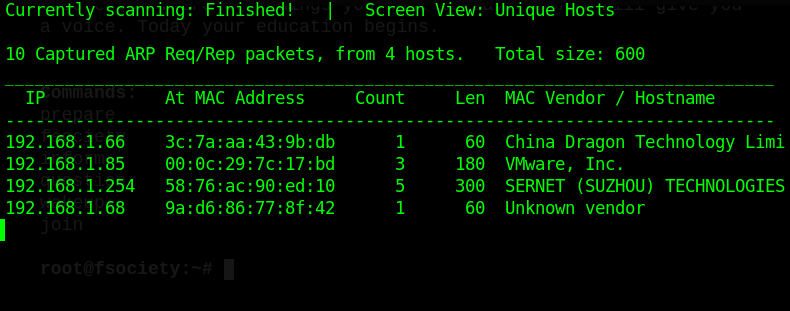 Currently scanning: Finished!   |   Screen View: Unique Hosts
a voice. Today your education begins.
10 Captured ARP Req/Rep packets, from 4 hosts.   Total size: 600
_____________________________________________________________________________
Commands:
  IP            At MAC Address     Count     Len  MAC Vendor / Hostname
prepare
-----------------------------------------------------------------------------
192.168.1.66    3c:7a:aa:43:9b:db      1      60  China Dragon Technology Limi
192.168.1.85    00:0c:29:7c:17:bd      3     180  VMware, Inc.
192.168.1.254   58:76:ac:90:ed:10      5     300  SERNET (SUZHOU) TECHNOLOGIES
192.168.1.68    9a:d6:86:77:8f:42      1      60  Unknown vendor
join
root@fsociety:~#